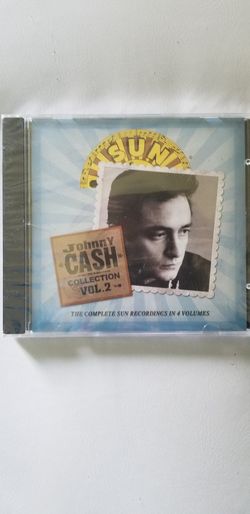 SUN
Johnny
CASH
COLLECTION
VOL.2
THE COMPLETE SUN RECORDINGS IN 4 VOLUMES